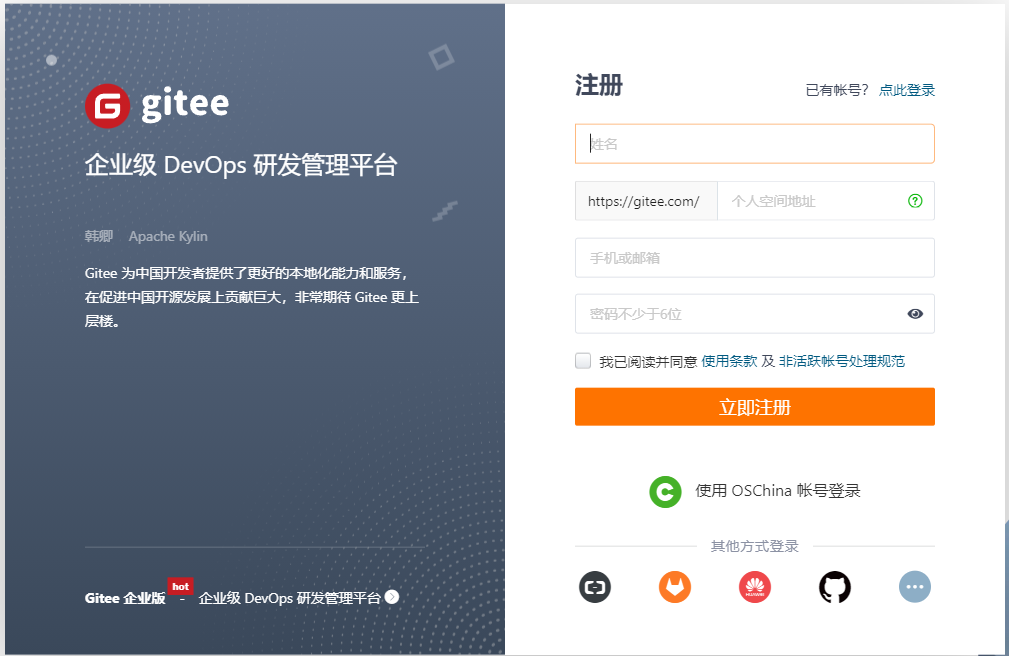 gitee
企业级 DevOps 研发管理平台
韩卿 Apache Kylin
Gitee 为中国开发者提供了更好的本地化能力和服务，
在促进中国开源发展上贡献巨大，非常期待 Gitee 更上
层楼。
hot
Gitee 企业版 - 企业级 DevOps 研发管理平台
注册
已有帐号？ 点此登录
姓名
https://gitee.com/ 个人空间地址
手机或邮箱
密码不少于6位
我已阅读并同意 使用条款 及 非活跃帐号处理规范
立即注册
使用 OSChina 帐号登录
其他方式登录
HUAWEI